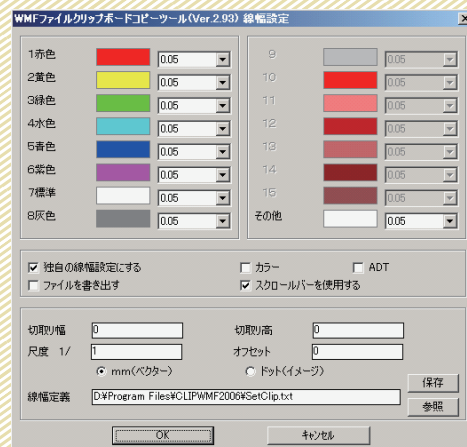 WMFファイルクリップボードコピーツール(Ver.2.93) 線幅設定
1赤色 0.05
2黄色 0.05
3緑色 0.05
4水色 0.05
5青色 0.05
6紫色 0.05
7標準 0.05
8灰色 0.05
9 0.05
10 0.05
11 0.05
12 0.05
13 0.05
14 0.05
15 0.05
その他 0.05
独自の線幅設定にする
カラー
ADT
ファイルを書き出す
スクロールバーを使用する
切取り幅 0
切取り高 0
尺度 1/ 1
オフセット 0
mm(ベクター)
ドット(イメージ)
保存
線幅定義 D:¥Program Files¥CLIPWMF2006¥SetClip.txt
参照
OK
キャンセル